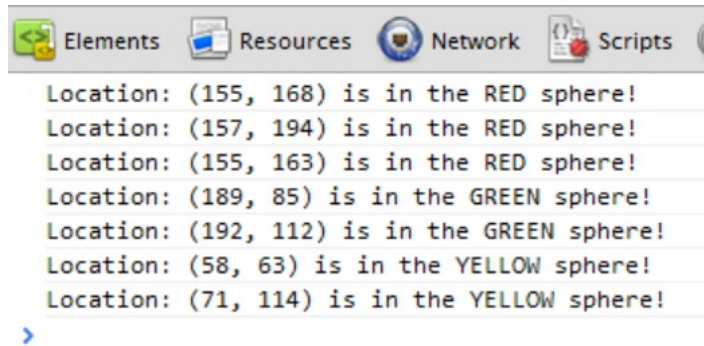 Elements Resources Network Scripts
Location: (155, 168) is in the RED sphere!
Location: (157, 194) is in the RED sphere!
Location: (155, 163) is in the RED sphere!
Location: (189, 85) is in the GREEN sphere!
Location: (192, 112) is in the GREEN sphere!
Location: (58, 63) is in the YELLOW sphere!
Location: (71, 114) is in the YELLOW sphere!
>